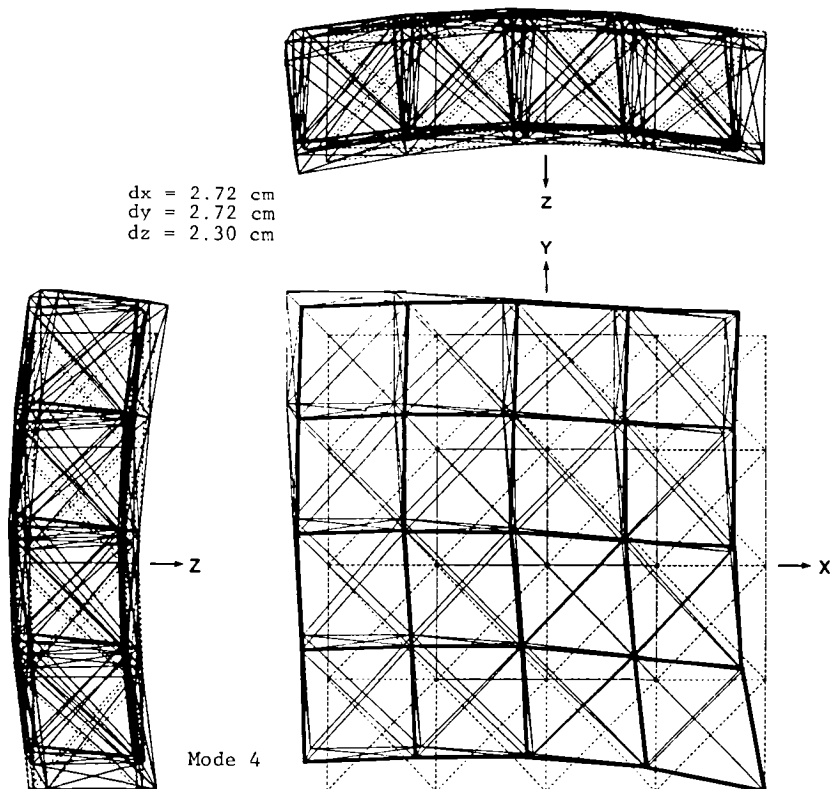 dx = 2.72 cm
dy = 2.72 cm
dz = 2.30 cm
Z
Y
Z
X
Mode 4